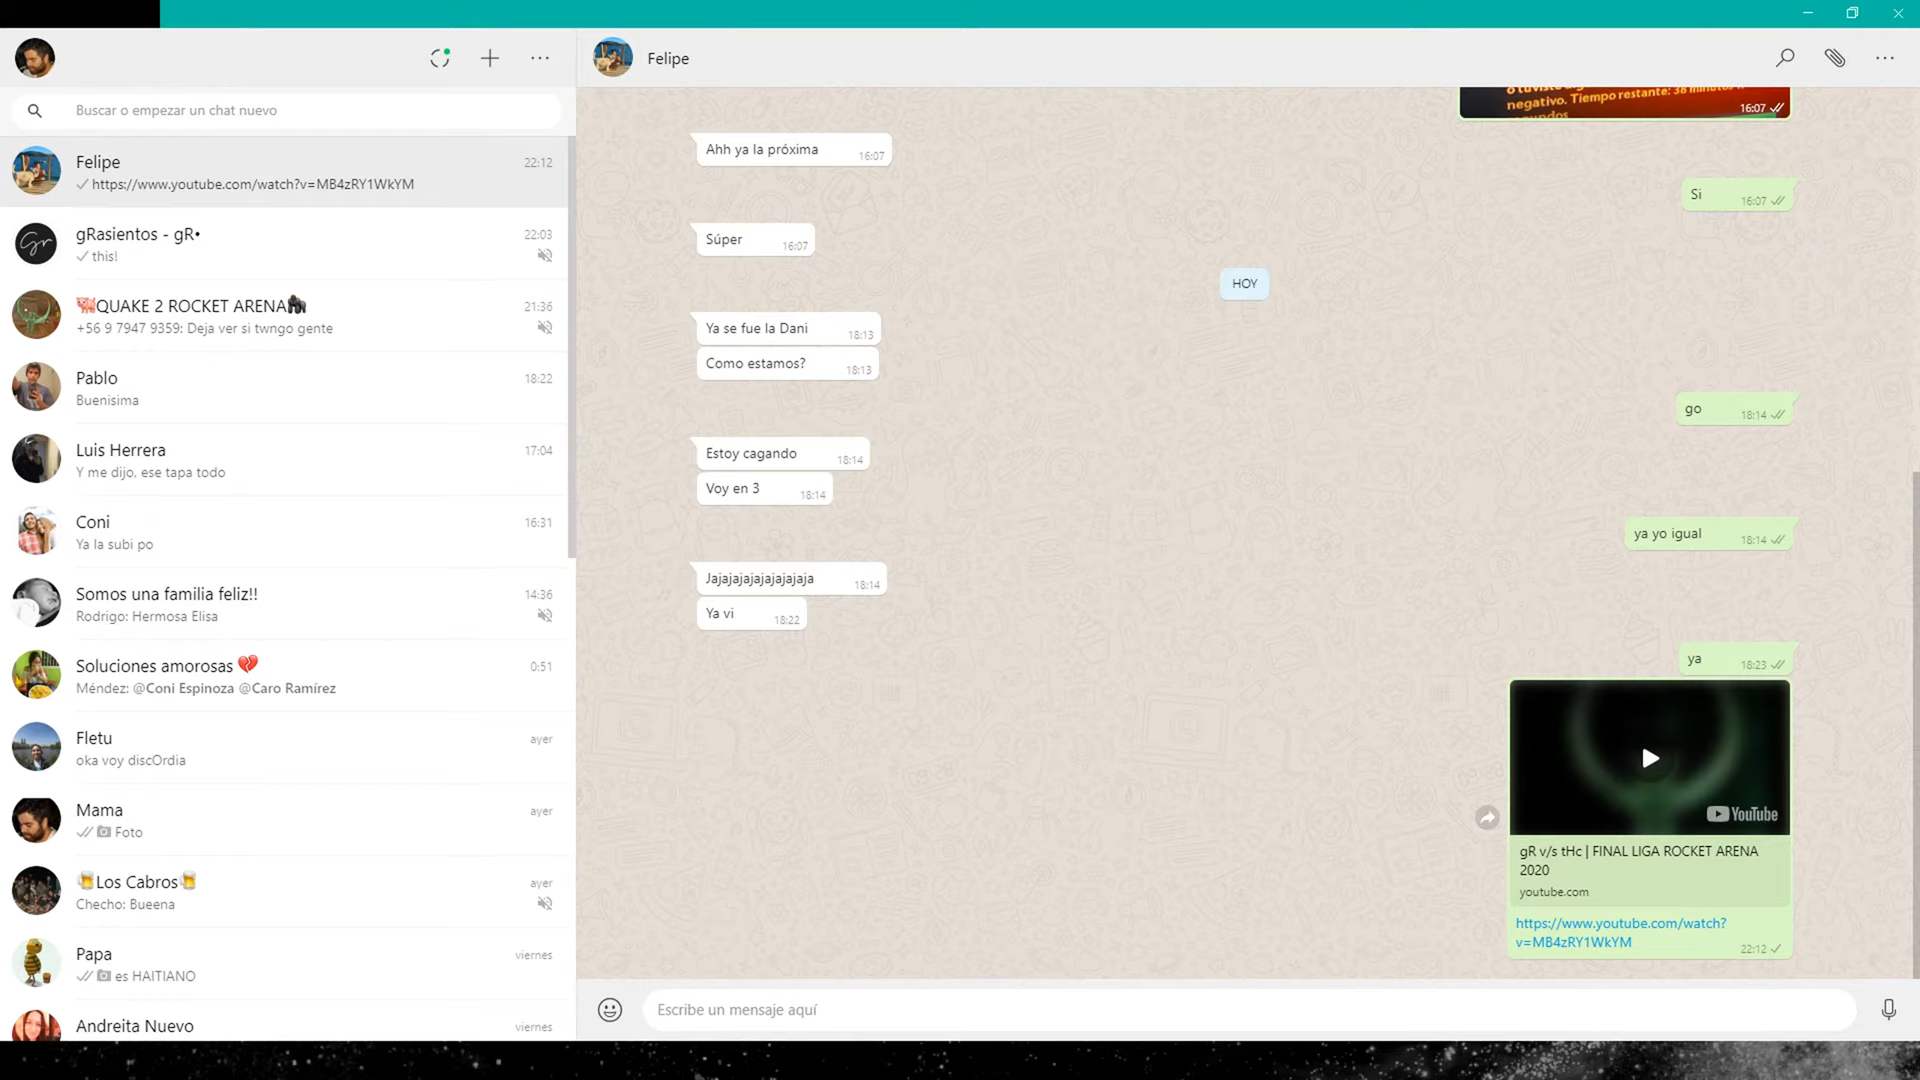 Buscar o empezar un chat nuevo
Felipe 22:12
https://www.youtube.com/watch?v=MB4zRY1WkYM
gRasientos - gR• 22:03
this!
QUAKE 2 ROCKET ARENA 21:36
+56 9 7947 9359: Deja ver si twngo gente
Pablo 18:22
Buenisima
Luis Herrera 17:04
Y me dijo, ese tapa todo
Coni 16:31
Ya la subi po
Somos una familia feliz!! 14:36
Rodrigo: Hermosa Elisa
Soluciones amorosas 0:51
Méndez: @Coni Espinoza @Caro Ramírez
Fletu ayer
oka voy discOrdia
Mama ayer
Foto
Los Cabros ayer
Checho: Bueena
Papa viernes
es HAITIANO
Andreita Nuevo viernes
Gr
Felipe
negativo. Tiempo restante: 38 minutos
segundos
16:07
Ahh ya la próxima 16:07
Si 16:07
Súper 16:07
HOY
Ya se fue la Dani 18:13
Como estamos? 18:13
go 18:14
Estoy cagando 18:14
Voy en 3 18:14
ya yo igual 18:14
Jajajajajajajajaja 18:14
Ya vi 18:22
ya 18:23
YouTube
gR v/s tHc | FINAL LIGA ROCKET ARENA
2020
youtube.com
https://www.youtube.com/watch?
v=MB4zRY1WkYM 22:12
Escribe un mensaje aquí